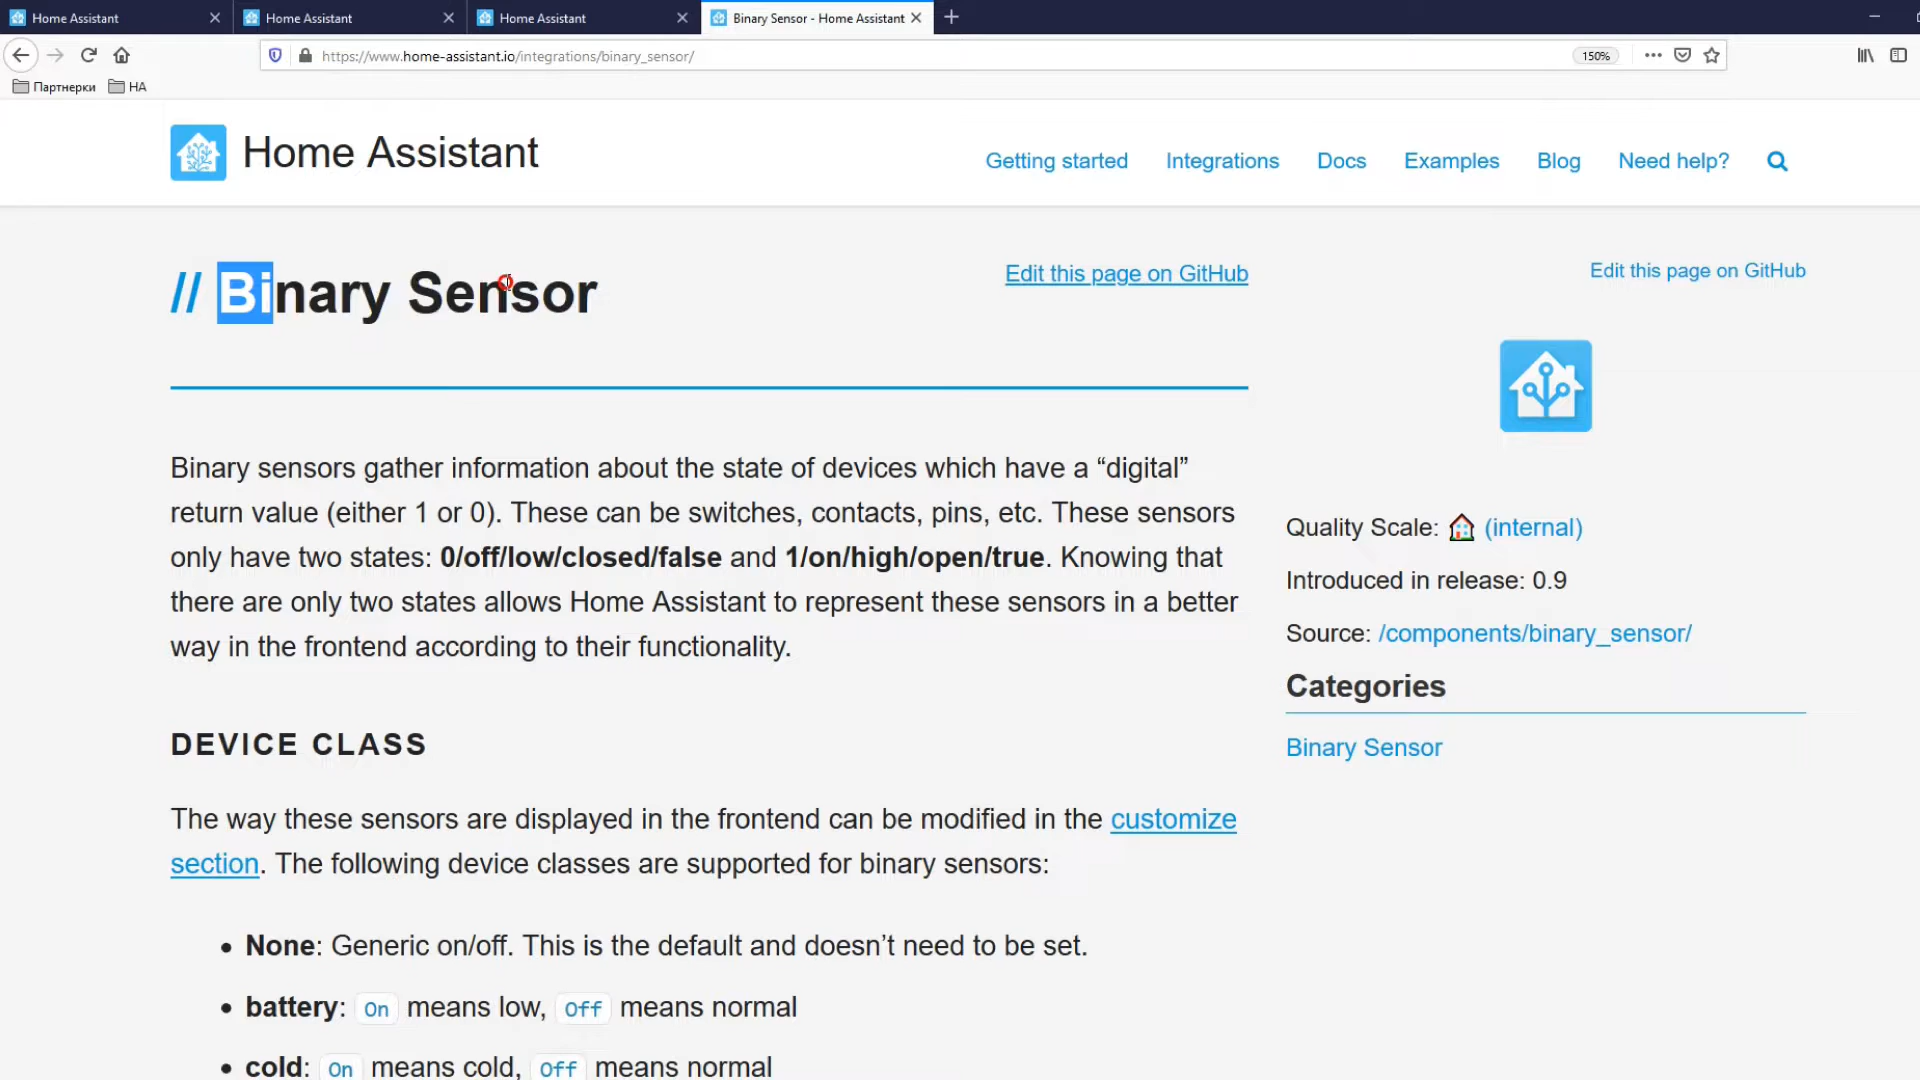 Home Assistant
Home Assistant
Home Assistant
Binary Sensor - Home Assistant
https://www.home-assistant.io/integrations/binary_sensor/
150%
Партнерки
HA
Home Assistant
Getting started
Integrations
Docs
Examples
Blog
Need help?
// Binary Sensor
Edit this page on GitHub
Edit this page on GitHub
Binary sensors gather information about the state of devices which have a “digital”
return value (either 1 or 0). These can be switches, contacts, pins, etc. These sensors
only have two states: 0/off/low/closed/false and 1/on/high/open/true. Knowing that
there are only two states allows Home Assistant to represent these sensors in a better
way in the frontend according to their functionality.
Quality Scale: (internal)
Introduced in release: 0.9
Source: /components/binary_sensor/
Categories
Binary Sensor
DEVICE CLASS
The way these sensors are displayed in the frontend can be modified in the customize
section. The following device classes are supported for binary sensors:
• None: Generic on/off. This is the default and doesn’t need to be set.
• battery: On means low, Off means normal
• cold: On means cold, Off means normal